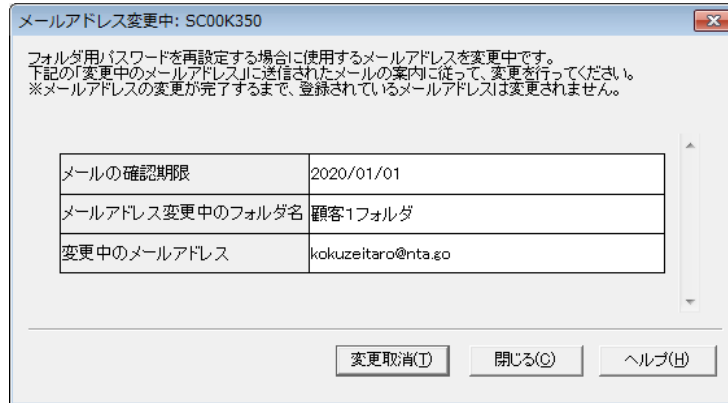 メールアドレス変更中: SC00K350
フォルダ用パスワードを再設定する場合に使用するメールアドレスを変更中です。
下記の「変更中のメールアドレス」に送信されたメールの案内に従って、変更を行ってください。
※メールアドレスの変更が完了するまで、登録されているメールアドレスは変更されません。
メールの確認期限 2020/01/01
メールアドレス変更中のフォルダ名 顧客1フォルダ
変更中のメールアドレス kokuzeitaro@nta.go
変更取消(T) 閉じる(C) ヘルプ(H)